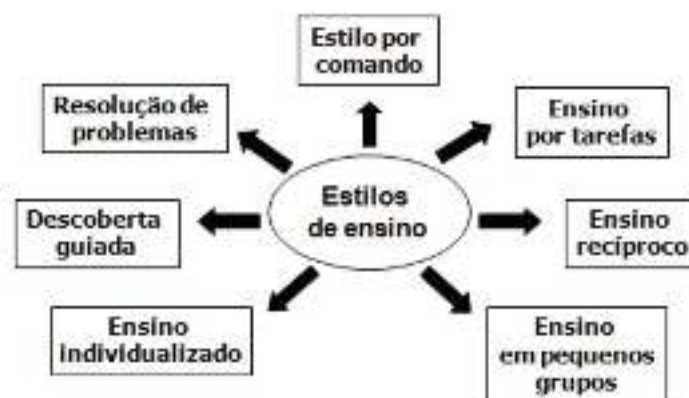 Estilo por
comando
Resolução de
problemas
Ensino
por tarefas
Estilos
de ensino
Descoberta
guiada
Ensino
recíproco
Ensino
individualizado
Ensino
em pequenos
grupos